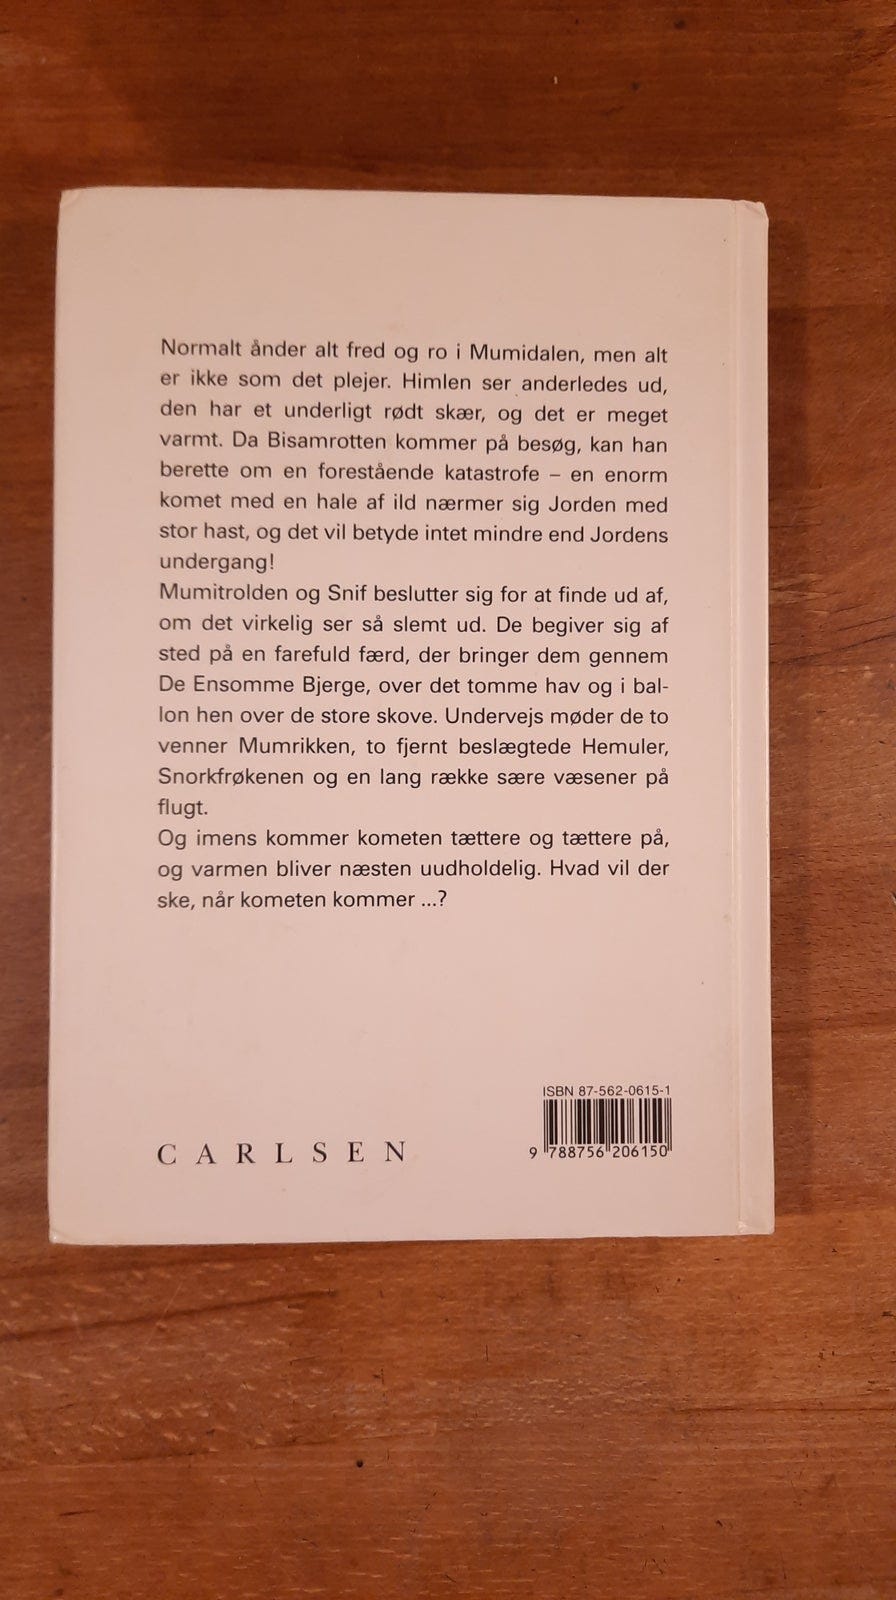 Normalt ånder alt fred og ro i Mumidalen, men alt
er ikke som det plejer. Himlen ser anderledes ud,
den har et underligt rødt skær, og det er meget
varmt. Da Bisamrotten kommer på besøg, kan han
berette om en forestående katastrofe – en enorm
komet med en hale af ild nærmer sig Jorden med
stor hast, og det vil betyde intet mindre end Jordens
undergang!
Mumitrolden og Snif beslutter sig for at finde ud af,
om det virkelig ser så slemt ud. De begiver sig af
sted på en farefuld færd, der bringer dem gennem
De Ensomme Bjerge, over det tomme hav og i bal-
lon hen over de store skove. Undervejs møder de to
venner Mumrikken, to fjernt beslægtede Hemuler,
Snorkfrøkenen og en lang række sære væsener på
flugt.
Og imens kommer kometen tættere og tættere på,
og varmen bliver næsten uudholdelig. Hvad vil der
ske, når kometen kommer ...?
ISBN 87-562-0615-1
9 788756 206150
CARLSEN